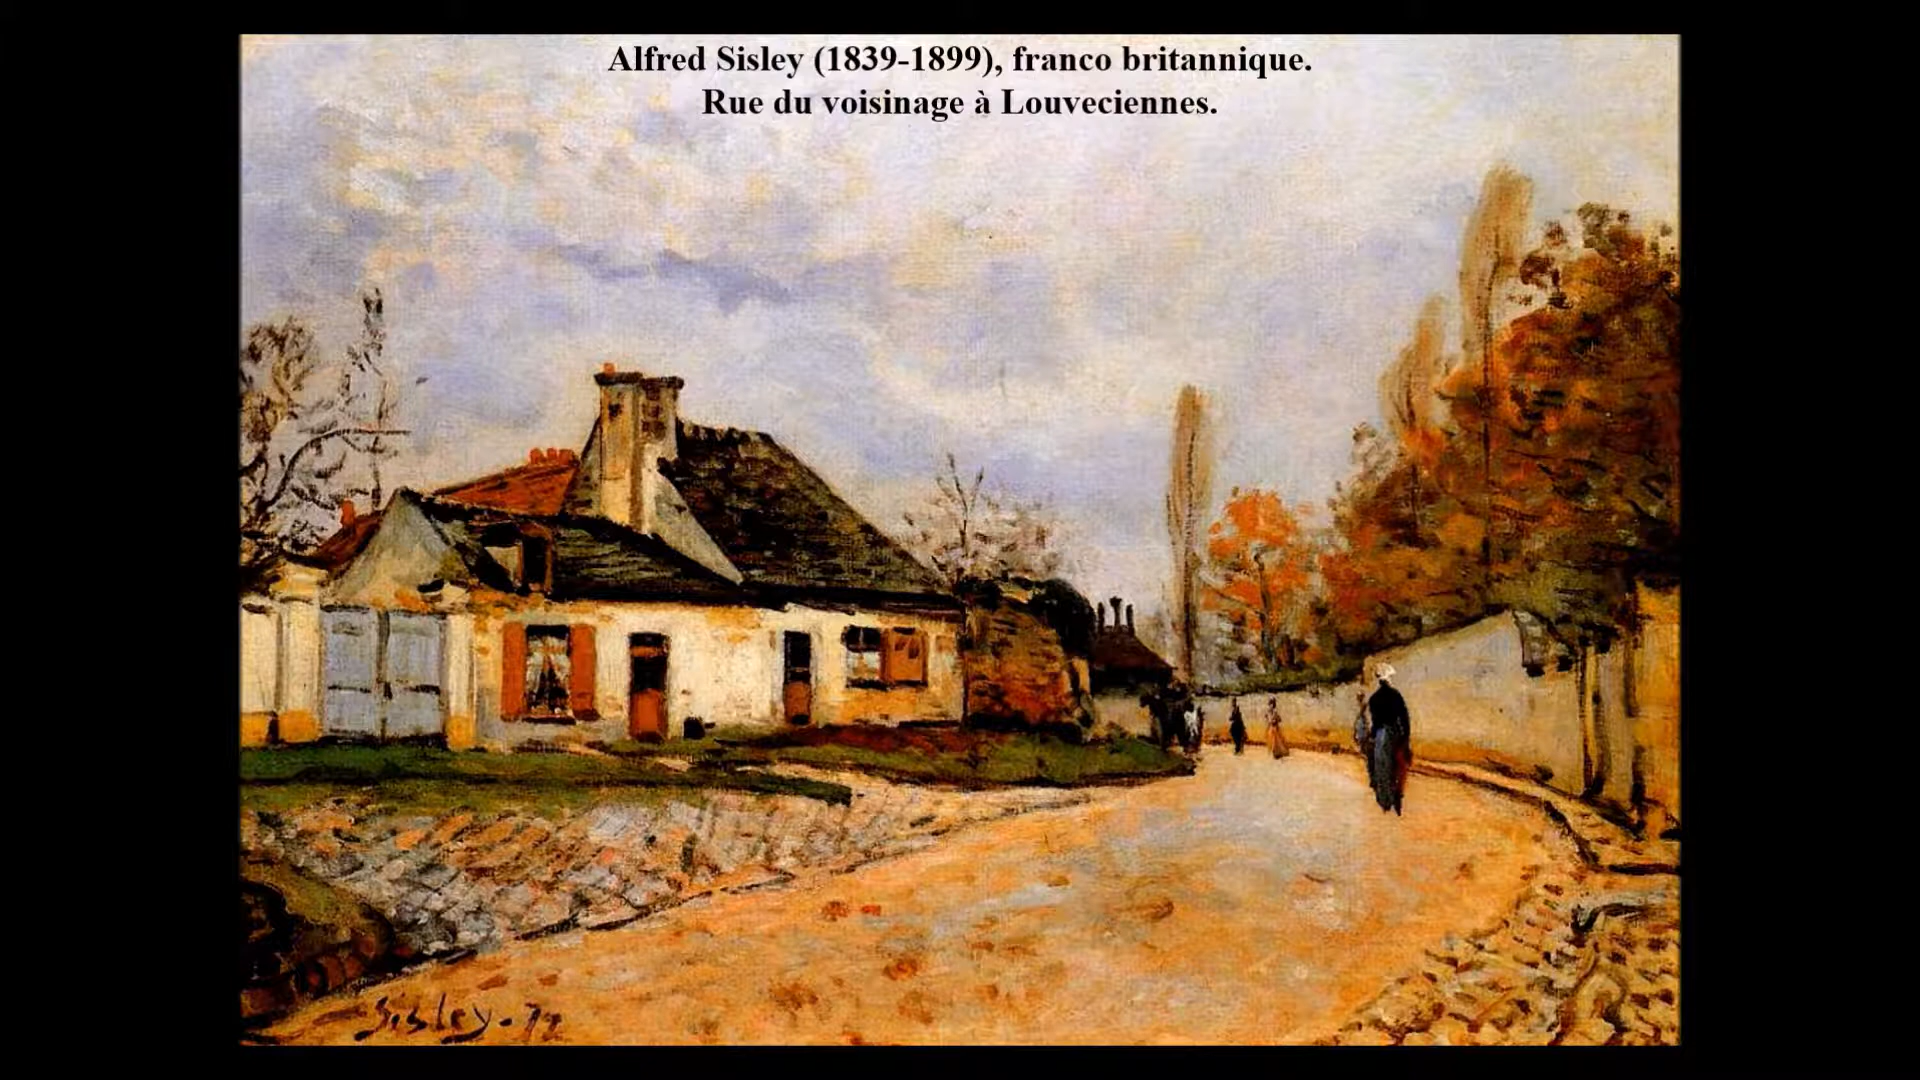 Alfred Sisley (1839-1899), franco britannique.
Rue du voisinage à Louveciennes.
Sisley - 72